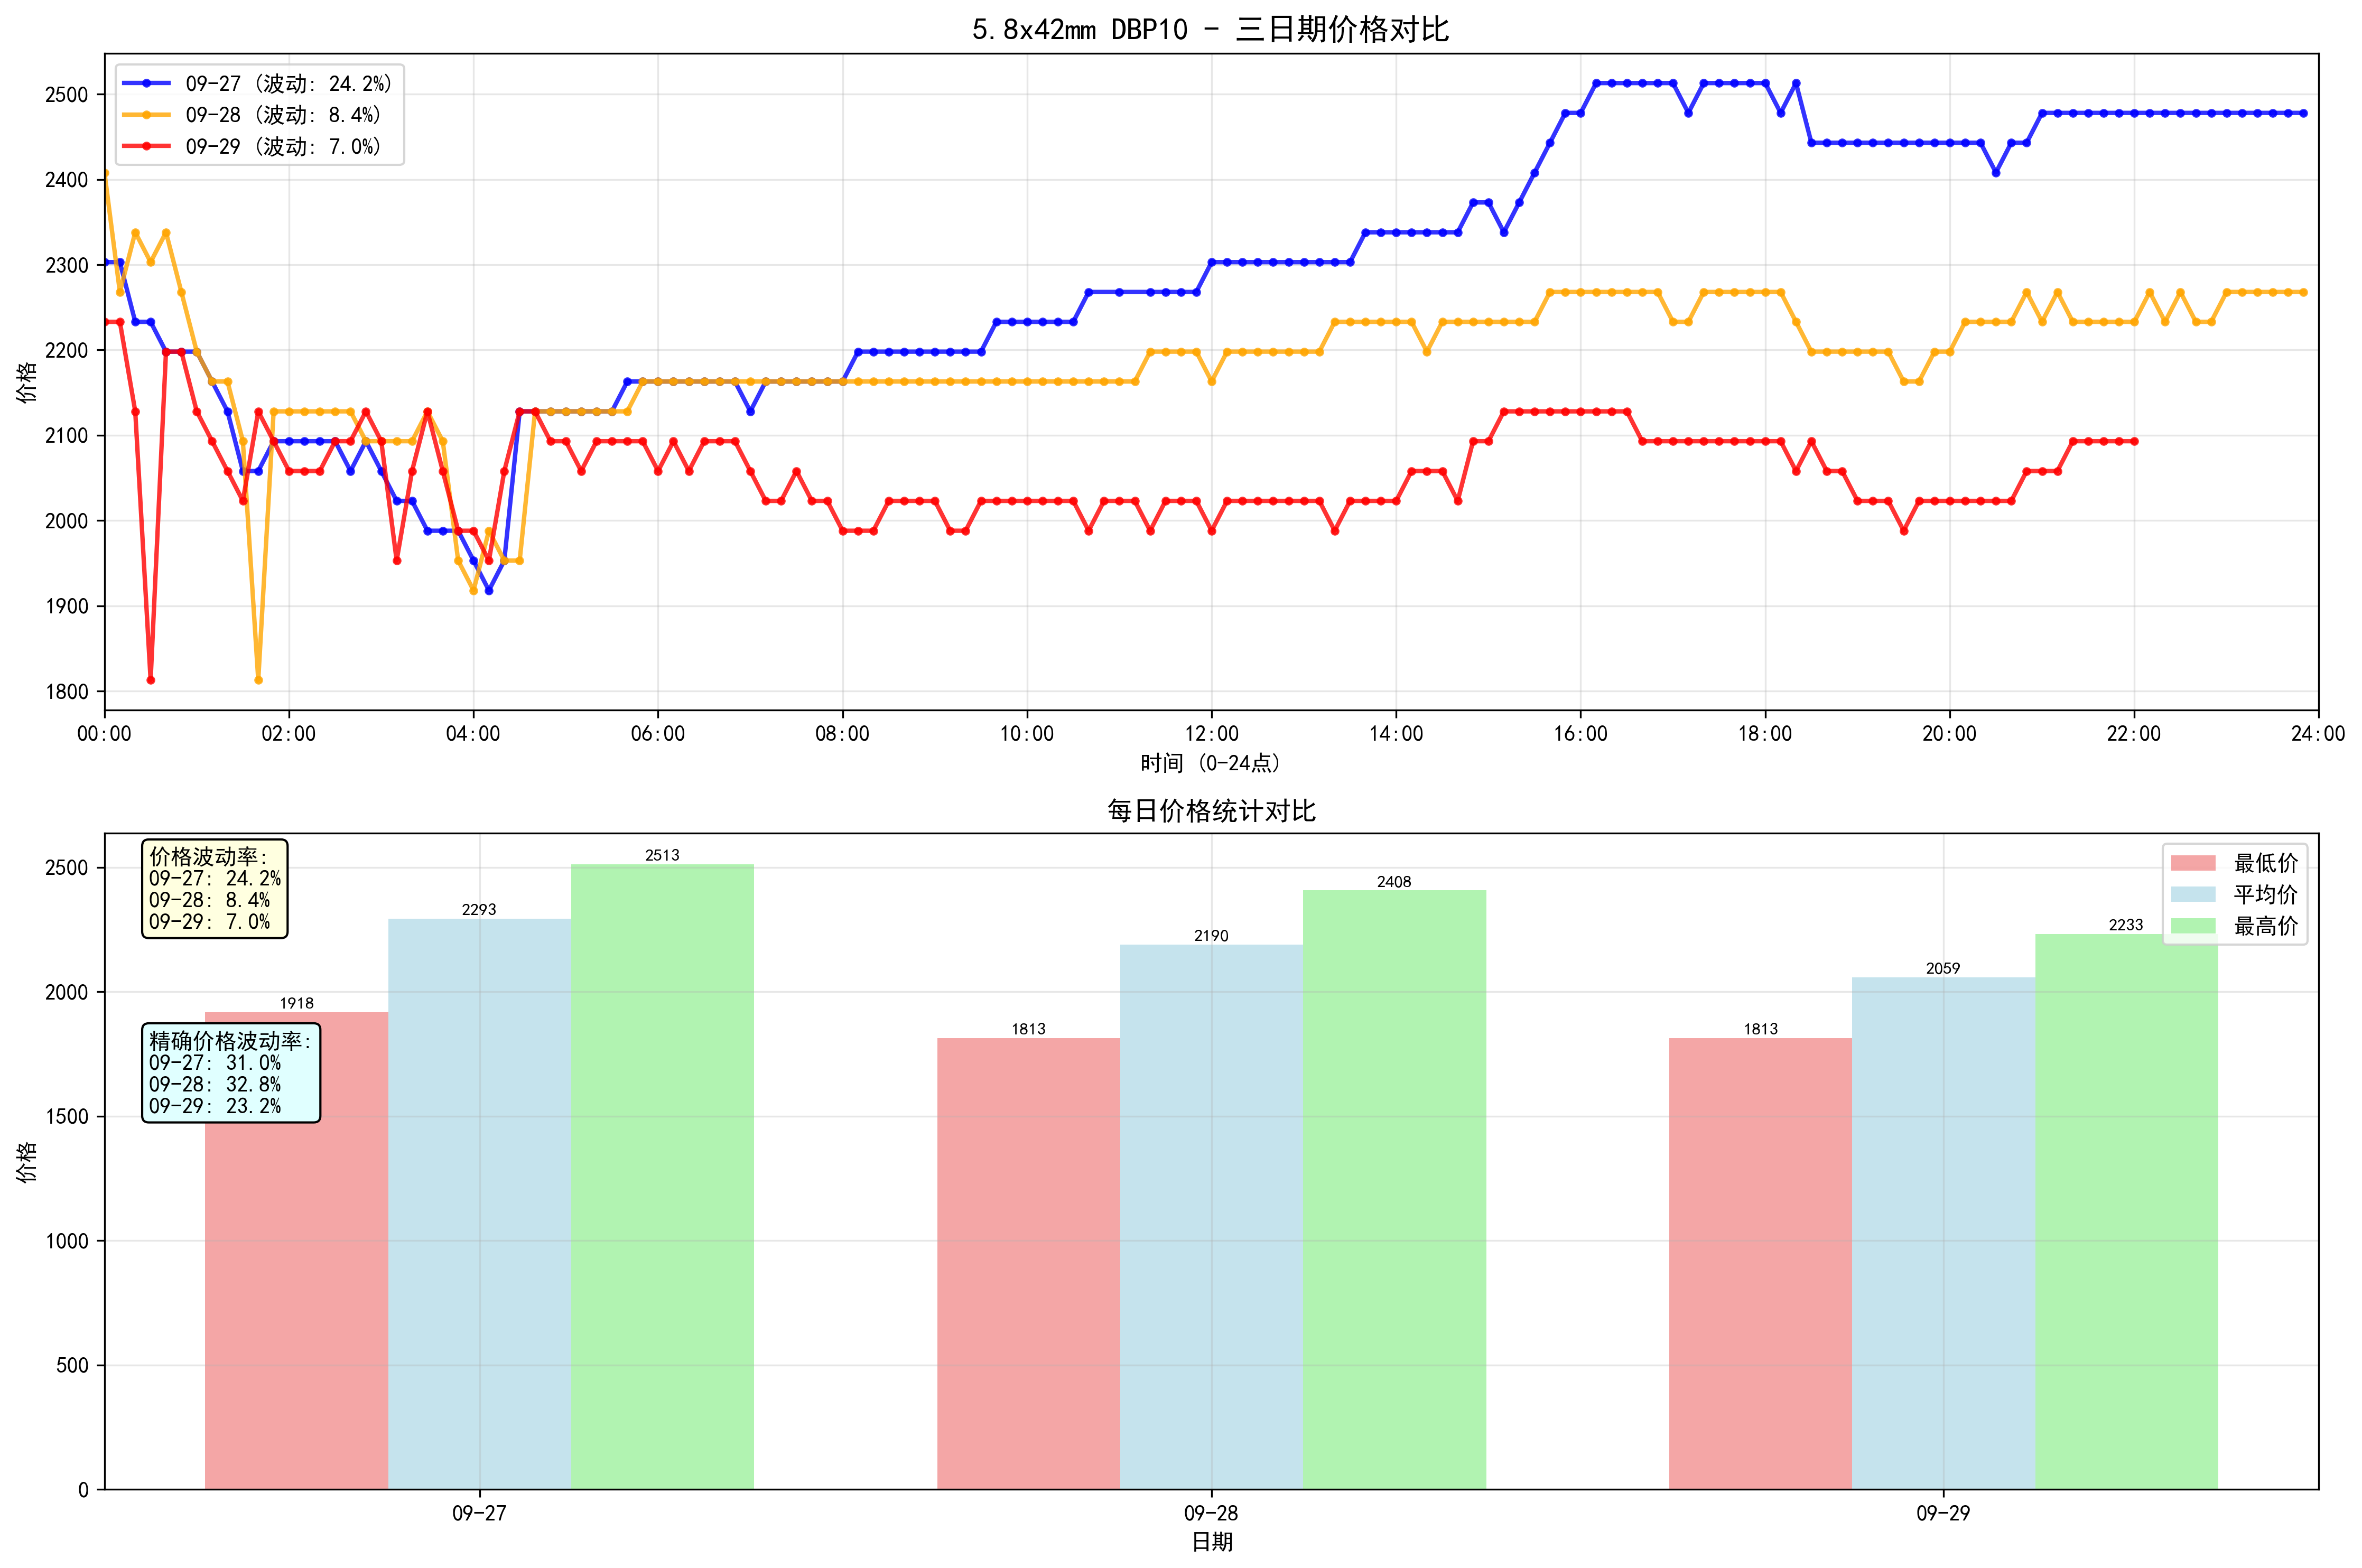 5.8x42mm DBP10 - 三日期价格对比
09-27 (波动: 24.2%)
09-28 (波动: 8.4%)
09-29 (波动: 7.0%)
价格
2500
2400
2300
2200
2100
2000
1900
1800
00:00 02:00 04:00 06:00 08:00 10:00 12:00 14:00 16:00 18:00 20:00 22:00 24:00
时间 (0-24点)
每日价格统计对比
价格波动率:
09-27: 24.2%
09-28: 8.4%
09-29: 7.0%
精确价格波动率:
09-27: 31.0%
09-28: 32.8%
09-29: 23.2%
最低价
平均价
最高价
1918 2293 2513
1813 2190 2408
1813 2059 2233
价格
2500
2000
1500
1000
500
0
09-27 09-28 09-29
日期